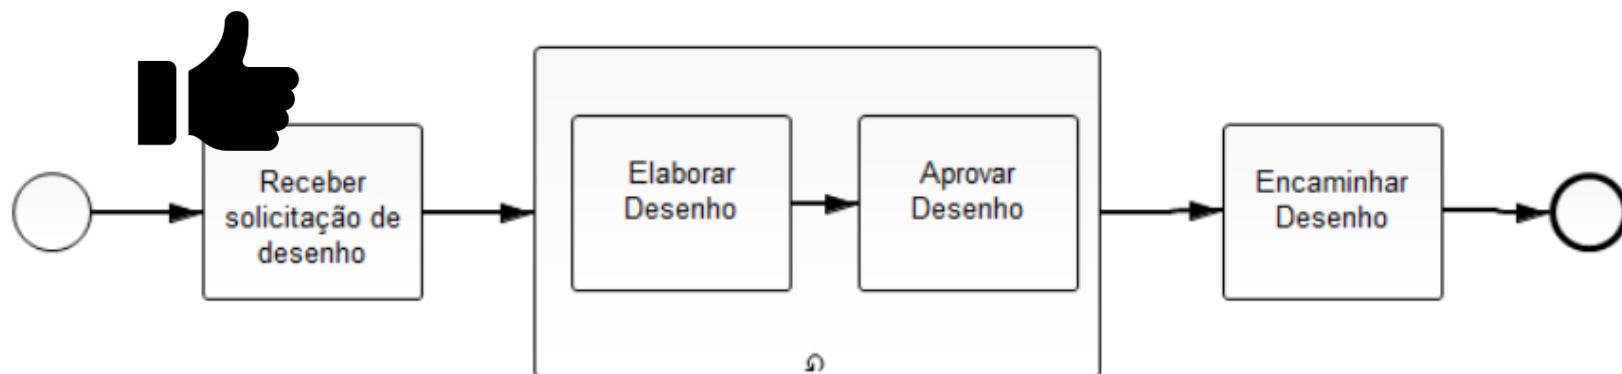 Receber
solicitação de
desenho
Elaborar
Desenho
Aprovar
Desenho
Encaminhar
Desenho